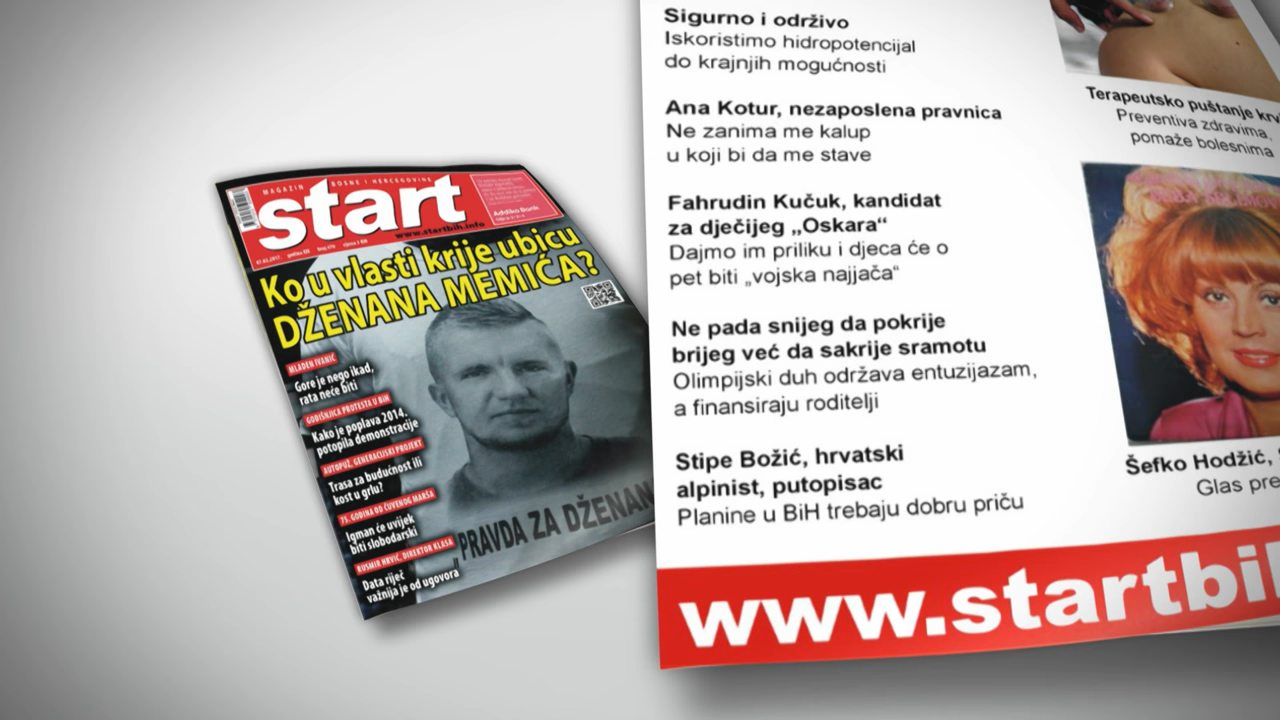 MAGAZIN BOSNE I HERCEGOVINE
start
www.startbih.info
Addiko Bank
Ko u vlasti krije ubicu
DŽENANA MEMIĆA?
MLADEN IVANIĆ
Gore je nego ikad,
rata neće biti
GODIŠNJICA PROTESTA U BiH
Kako je poplava 2014.
potopila demonstracije
AUTOPUT, GENERACIJSKI PROJEKT
Trasa za budućnost ili
kost u grlu?
75. GODINA OD ČUVENOG MARŠA
Igman će uvijek
biti slobodarski
RUSMIR HRVIĆ, DIREKTOR KLASA
Data riječ
važnija je od ugovora
PRAVDA ZA DŽENAN
Sigurno i održivo
Iskoristimo hidropotencijal
do krajnjih mogućnosti
Ana Kotur, nezaposlena pravnica
Ne zanima me kalup
u koji bi da me stave
Fahrudin Kučuk, kandidat
za dječijeg „Oskara“
Dajmo im priliku i djeca će o
pet biti „vojska najjača“
Ne pada snijeg da pokrije
brijeg već da sakrije sramotu
Olimpijski duh održava entuzijazam,
a finansiraju roditelji
Stipe Božić, hrvatski
alpinist, putopisac
Planine u BiH trebaju dobru priču
Terapeutsko puštanje krvi
Preventiva zdravima,
pomaže bolesnima
Šefko Hodžić,
Glas pre
www.startbih